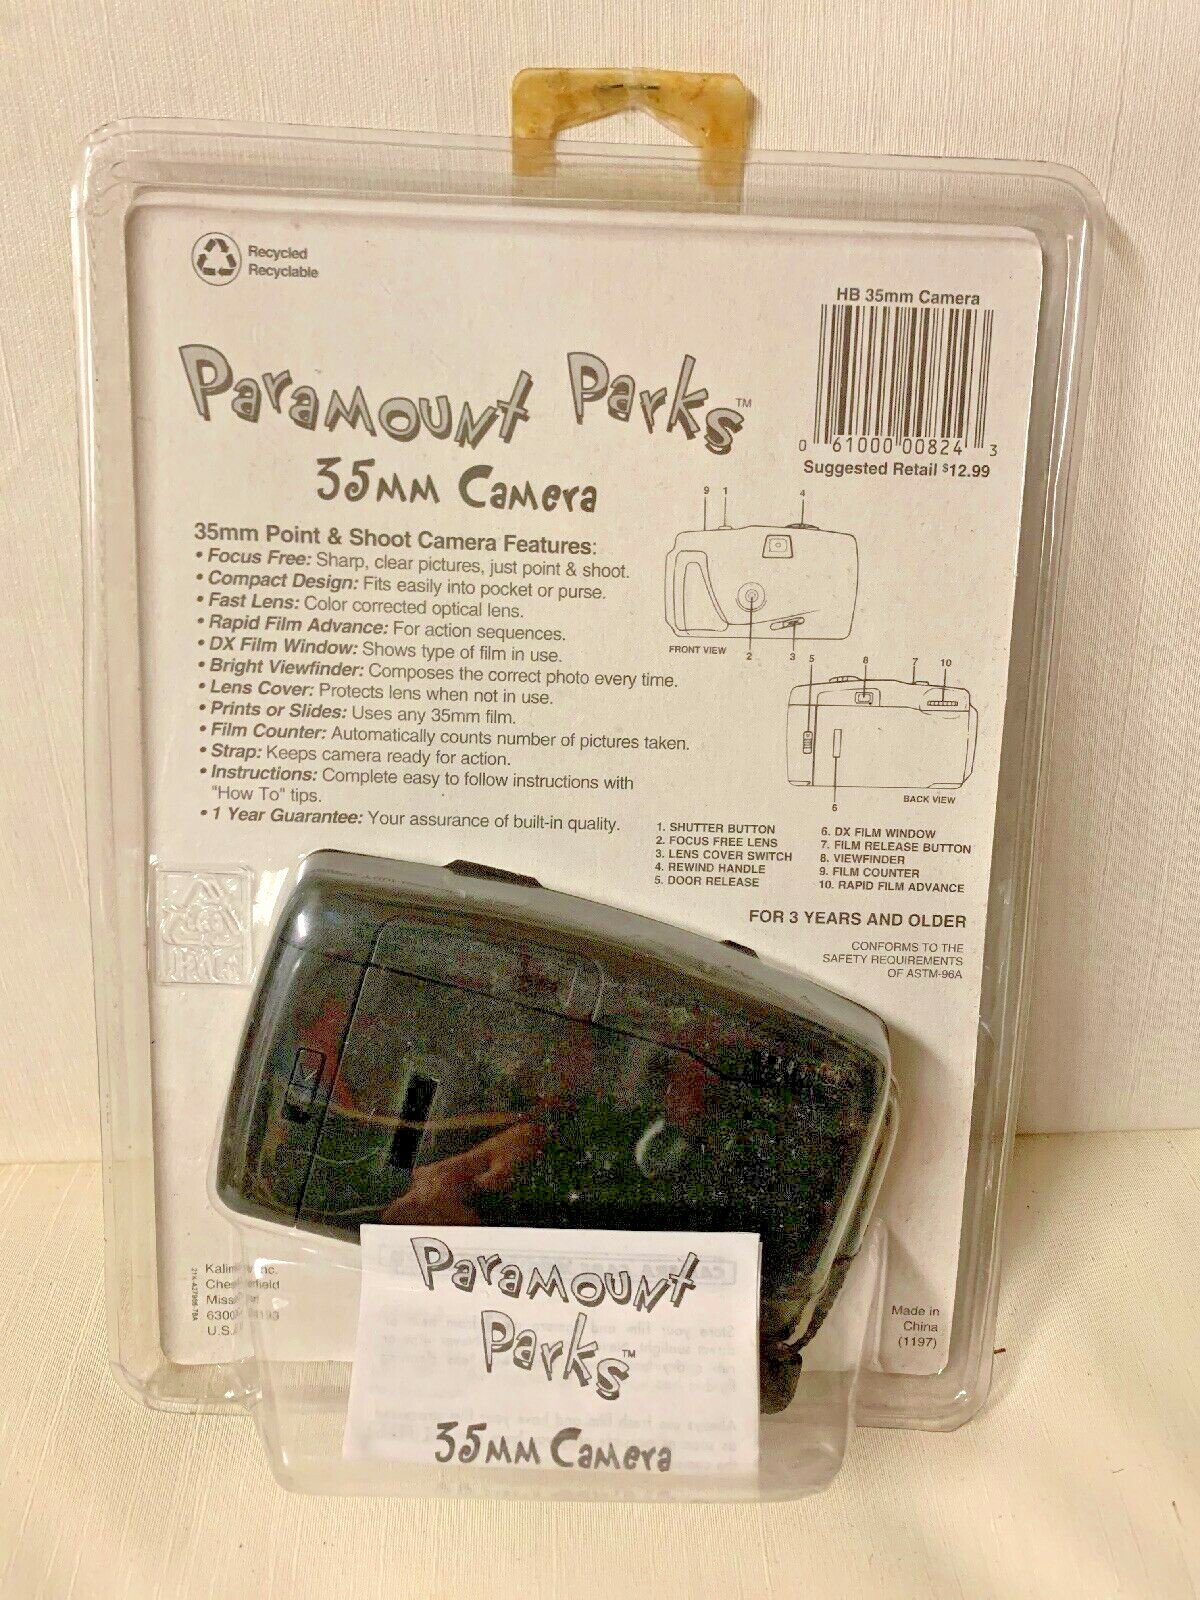 Recycled
Recyclable
HB 35mm Camera
0 61000 00824 3
Suggested Retail $12.99
Paramount Parks™
35mm Camera
35mm Point & Shoot Camera Features:
• Focus Free: Sharp, clear pictures, just point & shoot.
• Compact Design: Fits easily into pocket or purse.
• Fast Lens: Color corrected optical lens.
• Rapid Film Advance: For action sequences.
• DX Film Window: Shows type of film in use.
• Bright Viewfinder: Composes the correct photo every time.
• Lens Cover: Protects lens when not in use.
• Prints or Slides: Uses any 35mm film.
• Film Counter: Automatically counts number of pictures taken.
• Strap: Keeps camera ready for action.
• Instructions: Complete easy to follow instructions with
"How To" tips.
• 1 Year Guarantee: Your assurance of built-in quality.
9 1 4
FRONT VIEW 2 3
5 8 7 10
6
BACK VIEW
1. SHUTTER BUTTON
2. FOCUS FREE LENS
3. LENS COVER SWITCH
4. REWIND HANDLE
5. DOOR RELEASE
6. DX FILM WINDOW
7. FILM RELEASE BUTTON
8. VIEWFINDER
9. FILM COUNTER
10. RAPID FILM ADVANCE
FOR 3 YEARS AND OLDER
CONFORMS TO THE
SAFETY REQUIREMENTS
OF ASTM-96A
Inc.
U.S.A.
Made in
China
(1197)
Paramount
Parks™
35mm Camera